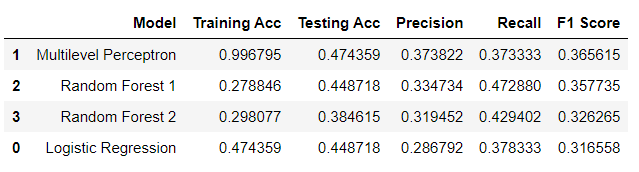 Model Training Acc Testing Acc Precision Recall F1 Score
1 Multilevel Perceptron 0.996795 0.474359 0.373822 0.373333 0.365615
2 Random Forest 1 0.278846 0.448718 0.334734 0.472880 0.357735
3 Random Forest 2 0.298077 0.384615 0.319452 0.429402 0.326265
0 Logistic Regression 0.474359 0.448718 0.286792 0.378333 0.316558